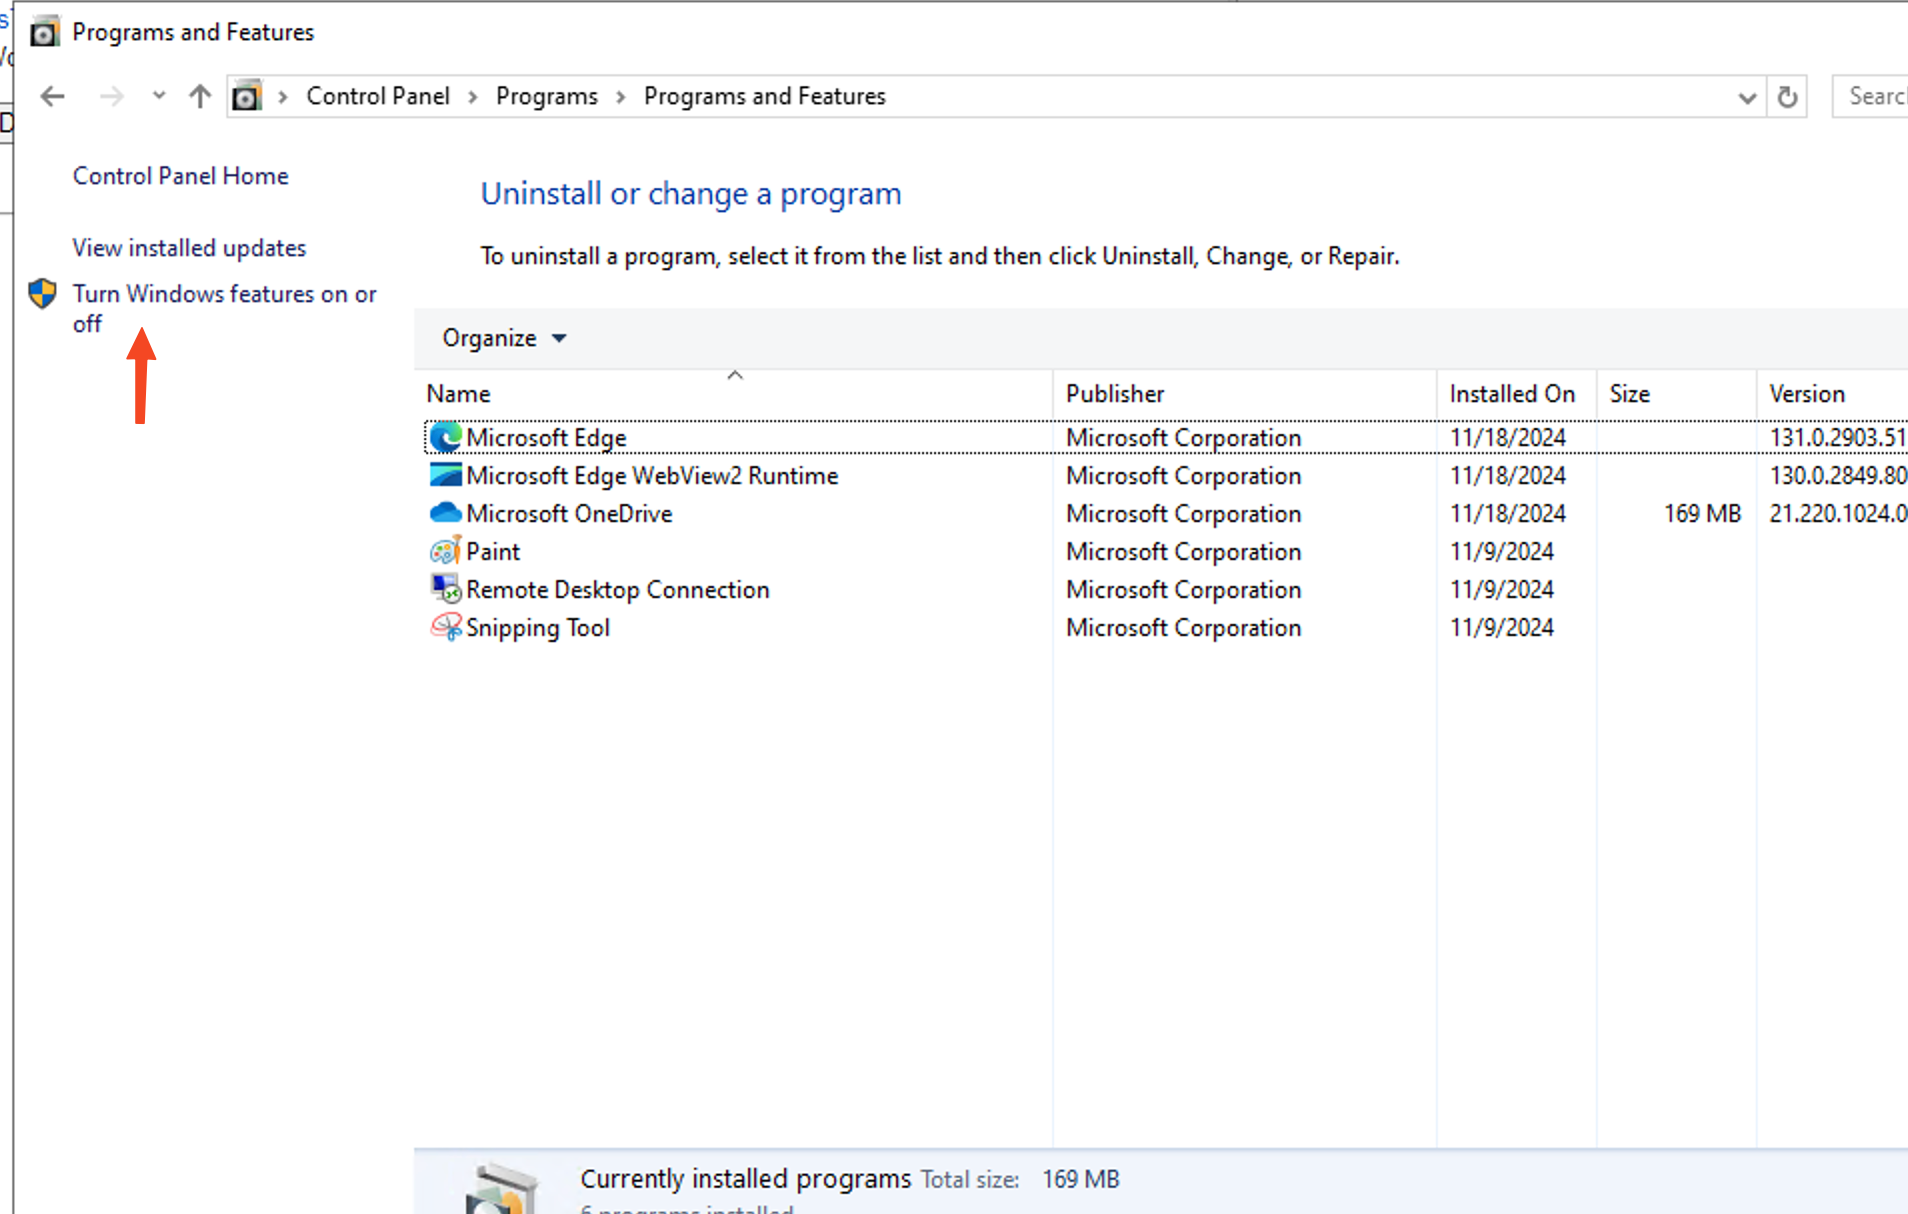 Programs and Features
Control Panel > Programs > Programs and Features
Control Panel Home
View installed updates
Turn Windows features on or
off
Uninstall or change a program
To uninstall a program, select it from the list and then click Uninstall, Change, or Repair.
Organize
Name Publisher Installed On Size Version
Microsoft Edge Microsoft Corporation 11/18/2024 131.0.2903.51
Microsoft Edge WebView2 Runtime Microsoft Corporation 11/18/2024 130.0.2849.80
Microsoft OneDrive Microsoft Corporation 11/18/2024 169 MB 21.220.1024.0
Paint Microsoft Corporation 11/9/2024
Remote Desktop Connection Microsoft Corporation 11/9/2024
Snipping Tool Microsoft Corporation 11/9/2024
Currently installed programs Total size: 169 MB
6 programs installed